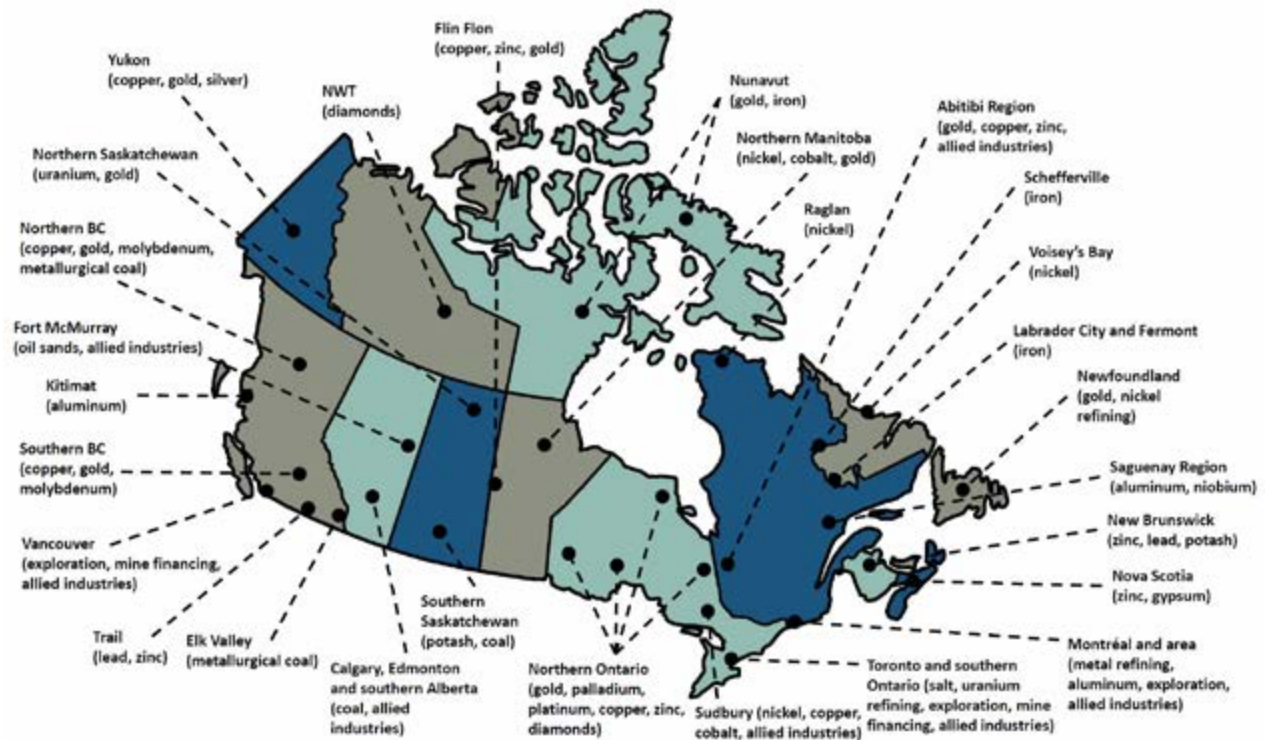 Flin Flon
(copper, zinc, gold)
Yukon
(copper, gold, silver)
NWT
(diamonds)
Nunavut
(gold, iron)
Abitibi Region
(gold, copper, zinc,
allied industries)
Northern Manitoba
(nickel, cobalt, gold)
Northern Saskatchewan
(uranium, gold)
Schefferville
(iron)
Raglan
(nickel)
Northern BC
(copper, gold, molybdenum,
metallurgical coal)
Voisey's Bay
(nickel)
Fort McMurray
(oil sands, allied industries)
Labrador City and Fermont
(iron)
Kitimat
(aluminum)
Newfoundland
(gold, nickel
refining)
Southern BC
(copper, gold,
molybdenum)
Saguenay Region
(aluminum, niobium)
New Brunswick
(zinc, lead, potash)
Vancouver
(exploration, mine financing,
allied industries)
Nova Scotia
(zinc, gypsum)
Southern
Saskatchewan
(potash, coal)
Trail
(lead, zinc)
Elk Valley
(metallurgical coal)
Calgary, Edmonton
and southern Alberta
(coal, allied
industries)
Northern Ontario
(gold, palladium,
platinum, copper, zinc,
diamonds)
Sudbury (nickel, copper,
cobalt, allied industries)
Toronto and southern
Ontario (salt, uranium
refining, exploration, mine
financing, allied industries)
Montréal and area
(metal refining,
aluminum, exploration,
allied industries)